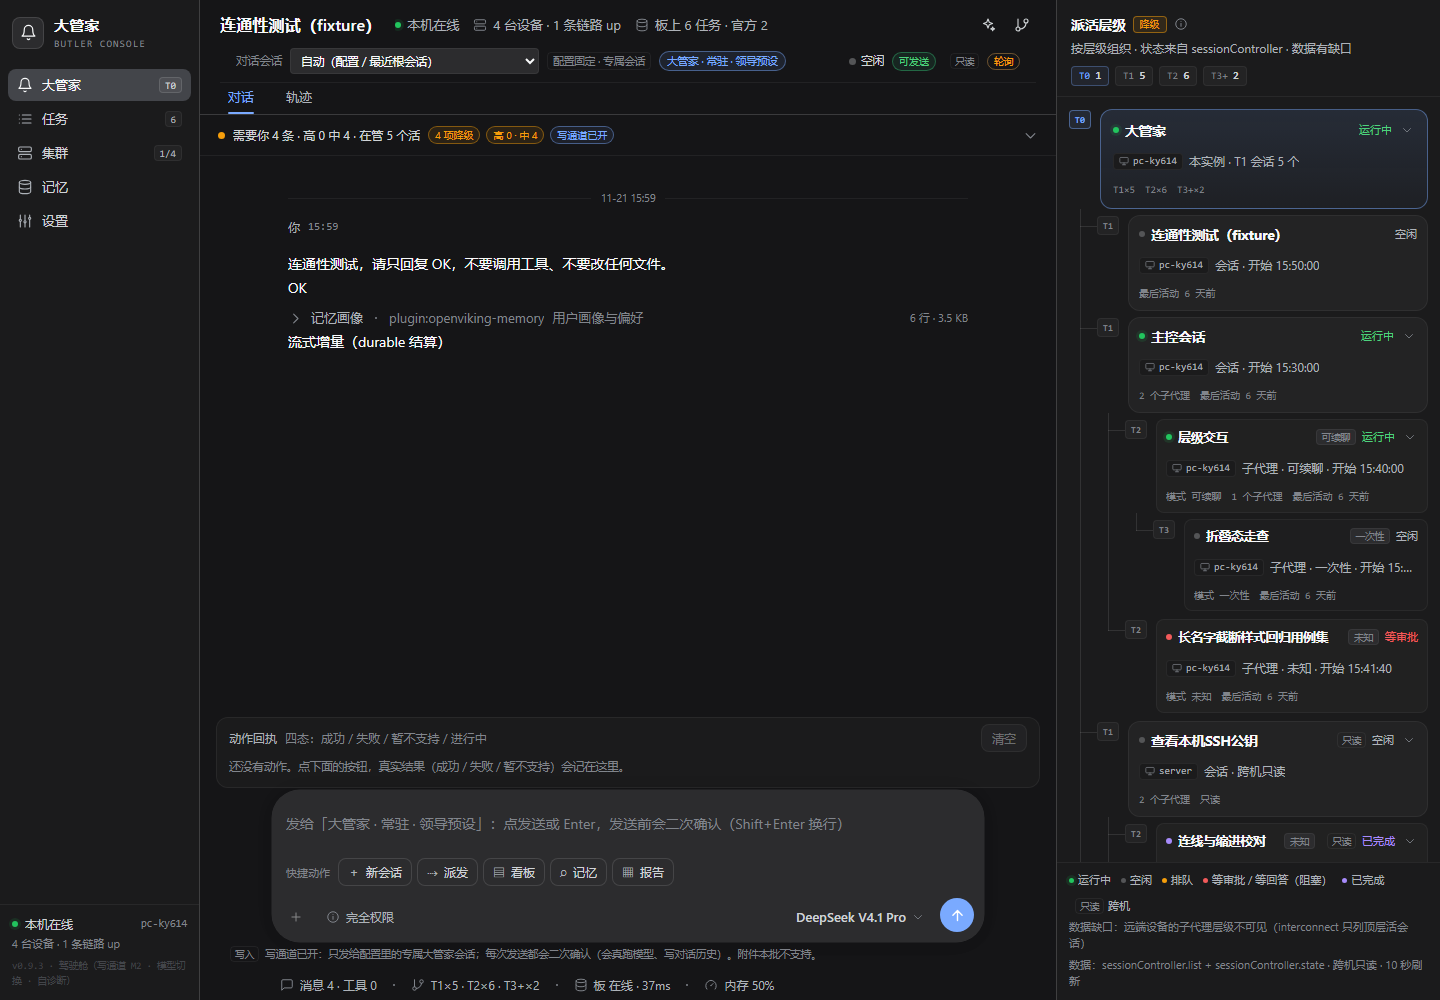 大管家
BUTLER CONSOLE
大管家 T0
任务 6
集群 1/4
记忆
设置
本机在线 pc-ky614
4 台设备 · 1 条链路 up
v0.9.3 · 驾驶舱（写通道 M2 · 模型切换 · 自诊断）
连通性测试（fixture） 本机在线 4 台设备 · 1 条链路 up 板上 6 任务 · 官方 2
对话会话 自动（配置 / 最近根会话） 配置固定 · 专属会话 大管家 · 常驻 · 领导预设 空闲 可发送 只读 轮询
对话 轨迹
需要你 4 条 · 高 0 中 4 · 在管 5 个活 4 项降级 高 0 · 中 4 写通道已开
11-21 15:59
你 15:59
连通性测试，请只回复 OK，不要调用工具、不要改任何文件。
OK
记忆画像 · plugin:openviking-memory 用户画像与偏好 6 行 · 3.5 KB
流式增量（durable 结算）
动作回执 四态：成功 / 失败 / 暂不支持 / 进行中 清空
还没有动作。点下面的按钮，真实结果（成功 / 失败 / 暂不支持）会记在这里。
发给「大管家 · 常驻 · 领导预设」：点发送或 Enter，发送前会二次确认（Shift+Enter 换行）
快捷动作 + 新会话 派发 看板 记忆 报告
+ 完全权限 DeepSeek V4.1 Pro
写入 写通道已开：只发给配置里的专属大管家会话；每次发送都会二次确认（会真跑模型、写对话历史）。附件本批不支持。
消息 4 · 工具 0 · T1×5 · T2×6 · T3+×2 · 板 在线 · 37ms · 内存 50%
派活层级 降级
按层级组织 · 状态来自 sessionController · 数据有缺口
T0 1 T1 5 T2 6 T3+ 2
T0 大管家 运行中
pc-ky614 本实例 · T1 会话 5 个
T1×5 T2×6 T3+×2
T1 连通性测试（fixture） 空闲
pc-ky614 会话 · 开始 15:50:00
最后活动 6 天前
T1 主控会话 运行中
pc-ky614 会话 · 开始 15:30:00
2 个子代理 最后活动 6 天前
T2 层级交互 可续聊 运行中
pc-ky614 子代理 · 可续聊 · 开始 15:40:00
模式 可续聊 1 个子代理 最后活动 6 天前
T3 折叠态走查 一次性 空闲
pc-ky614 子代理 · 一次性 · 开始 15:...
模式 一次性 最后活动 6 天前
T2 长名字截断样式回归用例集 未知 等审批
pc-ky614 子代理 · 未知 · 开始 15:41:40
模式 未知 最后活动 6 天前
T1 查看本机SSH公钥 只读 空闲
server 会话 · 跨机只读
2 个子代理 只读
T2 连线与缩进校对 未知 只读 已完成
运行中 空闲 排队 等审批 / 等回答（阻塞） 已完成
只读 跨机
数据缺口：远端设备的子代理层级不可见（interconnect 只列顶层活会话）
数据：sessionController.list + sessionController.state · 跨机只读 · 10 秒刷新